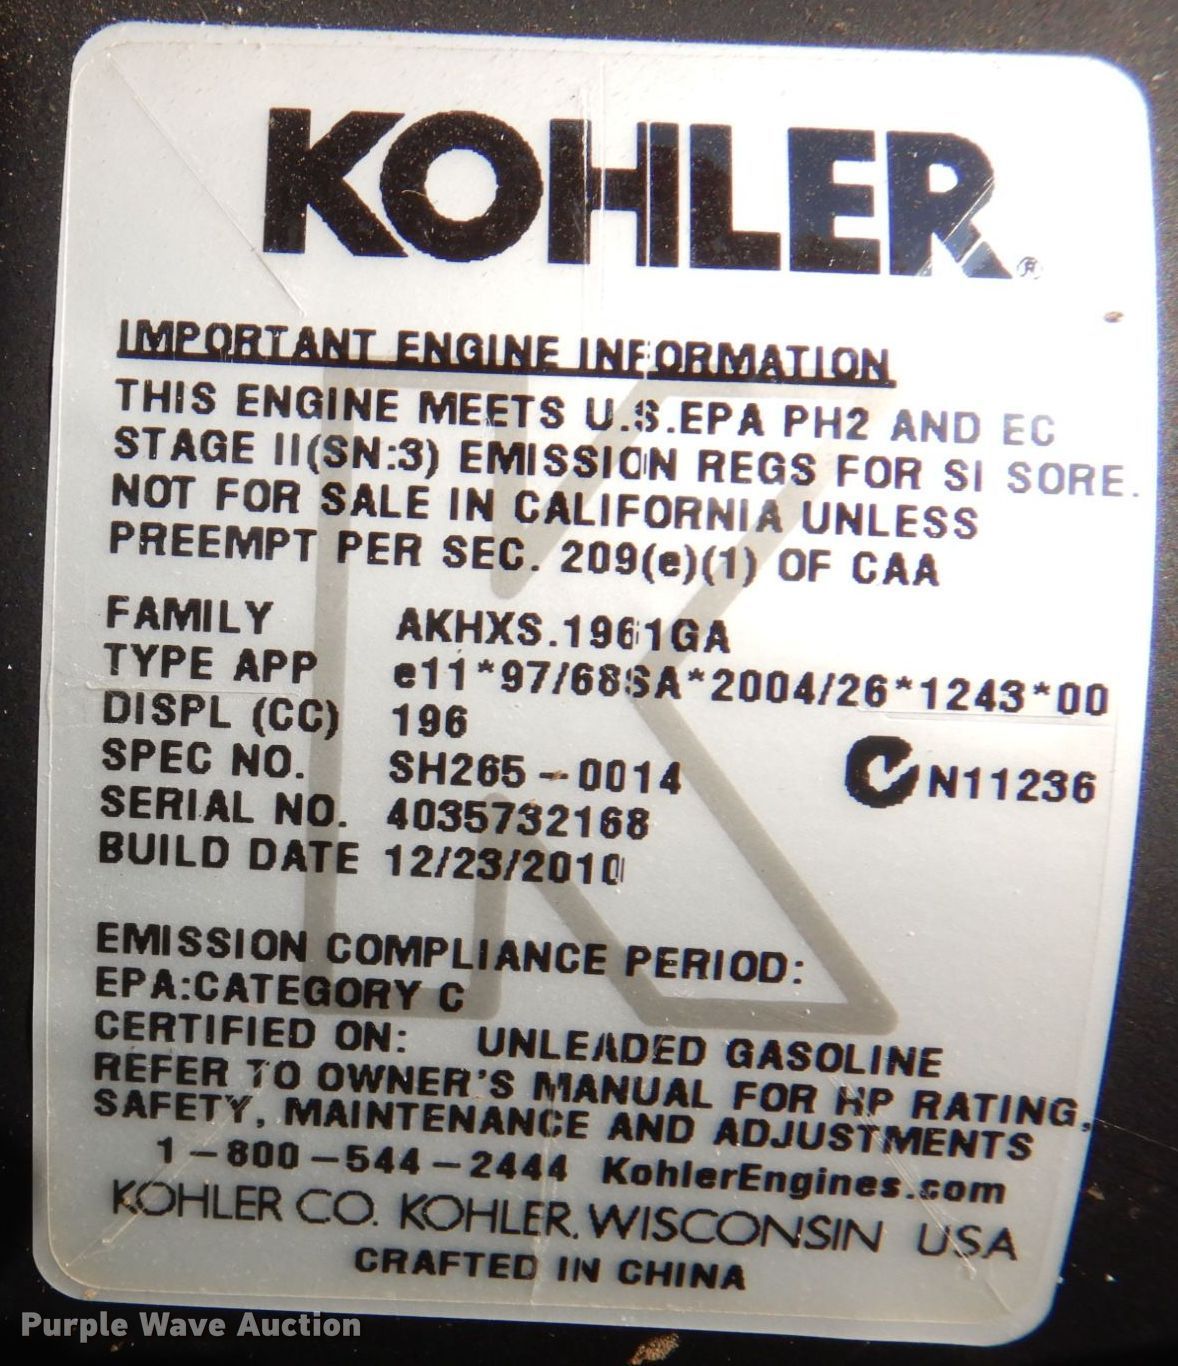 KOHLER®
IMPORTANT ENGINE INFORMATION
THIS ENGINE MEETS U.S.EPA PH2 AND EC
STAGE II(SN:3) EMISSION REGS FOR SI SORE.
NOT FOR SALE IN CALIFORNIA UNLESS
PREEMPT PER SEC. 209(e)(1) OF CAA
FAMILY AKHXS.1961GA
TYPE APP e11*97/68SA*2004/26*1243*00
DISPL (CC) 196
SPEC NO. SH265-0014 N11236
SERIAL NO. 4035732168
BUILD DATE 12/23/2010
EMISSION COMPLIANCE PERIOD:
EPA:CATEGORY C
CERTIFIED ON: UNLEADED GASOLINE
REFER TO OWNER'S MANUAL FOR HP RATING,
SAFETY, MAINTENANCE AND ADJUSTMENTS
1-800-544-2444 KohlerEngines.com
KOHLER CO. KOHLER, WISCONSIN USA
CRAFTED IN CHINA
Purple Wave Auction